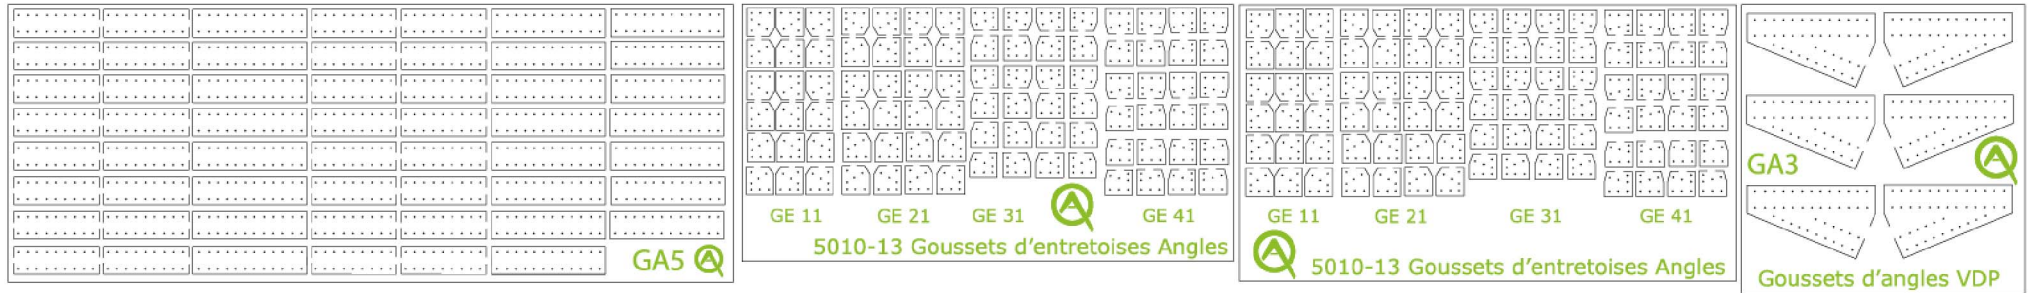 GA5
GE 11 GE 21 GE 31 GE 41
5010-13 Goussets d'entretoises Angles
GE 11 GE 21 GE 31 GE 41
5010-13 Goussets d'entretoises Angles
GA3
Goussets d'angles VDP